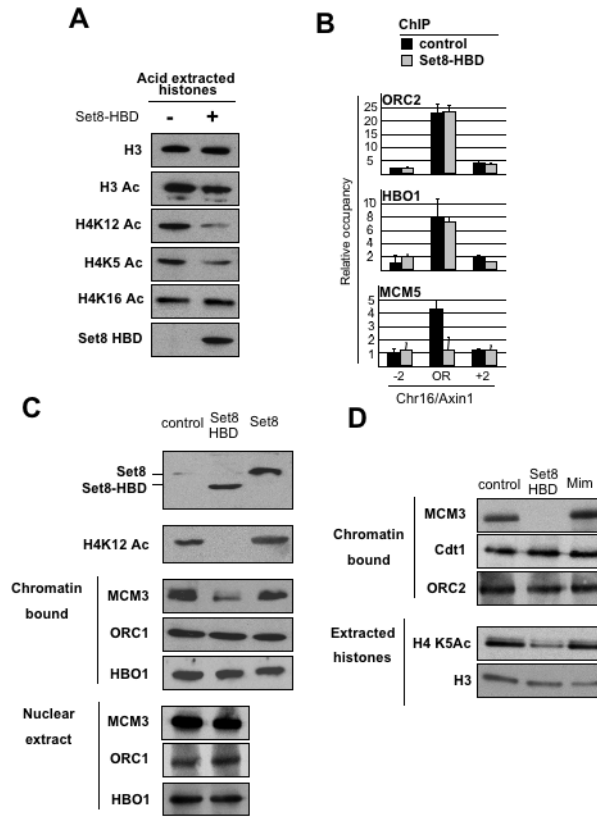 A
Acid extracted
histones
Set8-HBD - +
H3
H3 Ac
H4K12 Ac
H4K5 Ac
H4K16 Ac
Set8 HBD
B
ChIP
control
Set8-HBD
Relative occupancy
ORC2
25
20
15
10
5
HBO1
10
8
6
4
2
MCM5
5
4
3
2
1
-2 OR +2
Chr16/Axin1
C
control Set8 HBD Set8
Set8
Set8-HBD
H4K12 Ac
Chromatin
bound
MCM3
ORC1
HBO1
Nuclear
extract
MCM3
ORC1
HBO1
D
control Set8 HBD Mim
Chromatin
bound
MCM3
Cdt1
ORC2
Extracted
histones
H4 K5Ac
H3